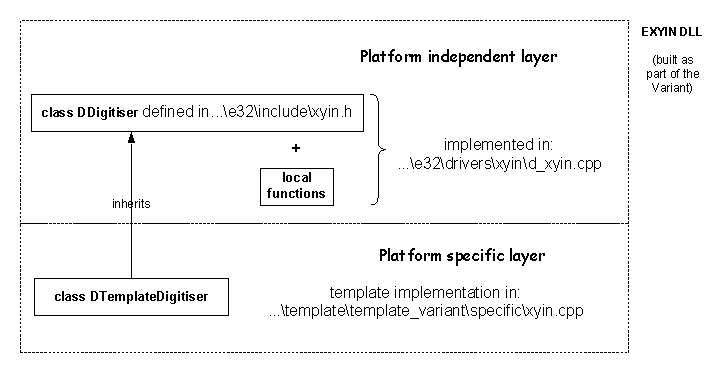 EXYIN DLL
(built as
part of the
Variant)
Platform independent layer
class DDigitiser defined in...\e32\include\xyin.h
+
local
functions
implemented in:
...\e32\drivers\xyin\d_xyin.cpp
inherits
Platform specific layer
class DTemplateDigitiser
template implementation in:
...\template\template_variant\specific\xyin.cpp